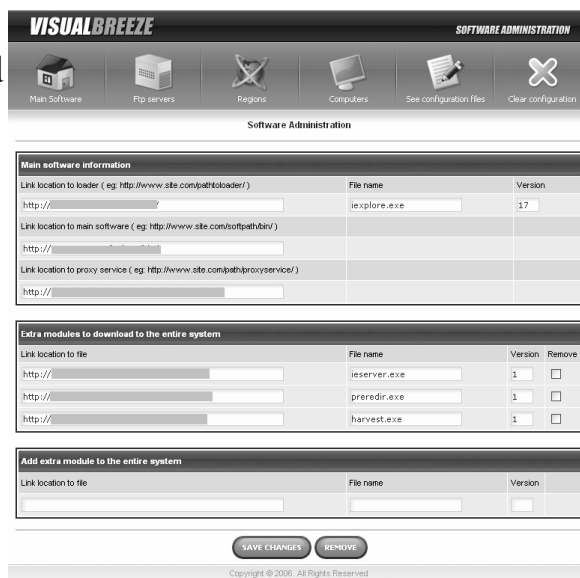 VISUALBREEZE
SOFTWARE ADMINISTRATION
Main Software
Ftp servers
Regions
Computers
See configuration files
Clear configuration
Software Administration
Main software information
Link location to loader ( eg: http://www.site.com/pathtoloader/ ) File name Version
http:// / iexplore.exe 17
Link location to main software ( eg: http://www.site.com/softpath/bin/ )
http://
Link location to proxy service ( eg: http://www.site.com/path/proxyservice/ )
http://
Extra modules to download to the entire system
Link location to file File name Version Remove
http:// ieserver.exe 1
http:// preredir.exe 1
http:// harvest.exe 1
Add extra module to the entire system
Link location to file File name Version
SAVE CHANGES REMOVE
Copyright © 2006. All Rights Reserved